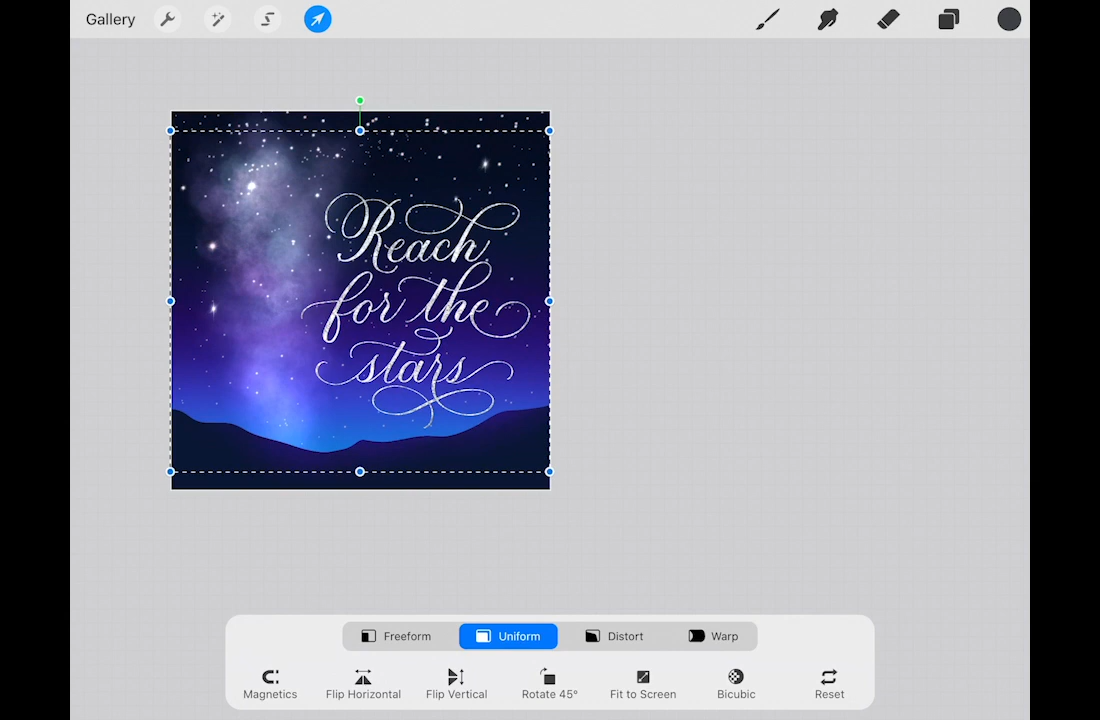 Gallery
Reach
for the
stars
Freeform
Uniform
Distort
Warp
Magnetics
Flip Horizontal
Flip Vertical
Rotate 45°
Fit to Screen
Bicubic
Reset